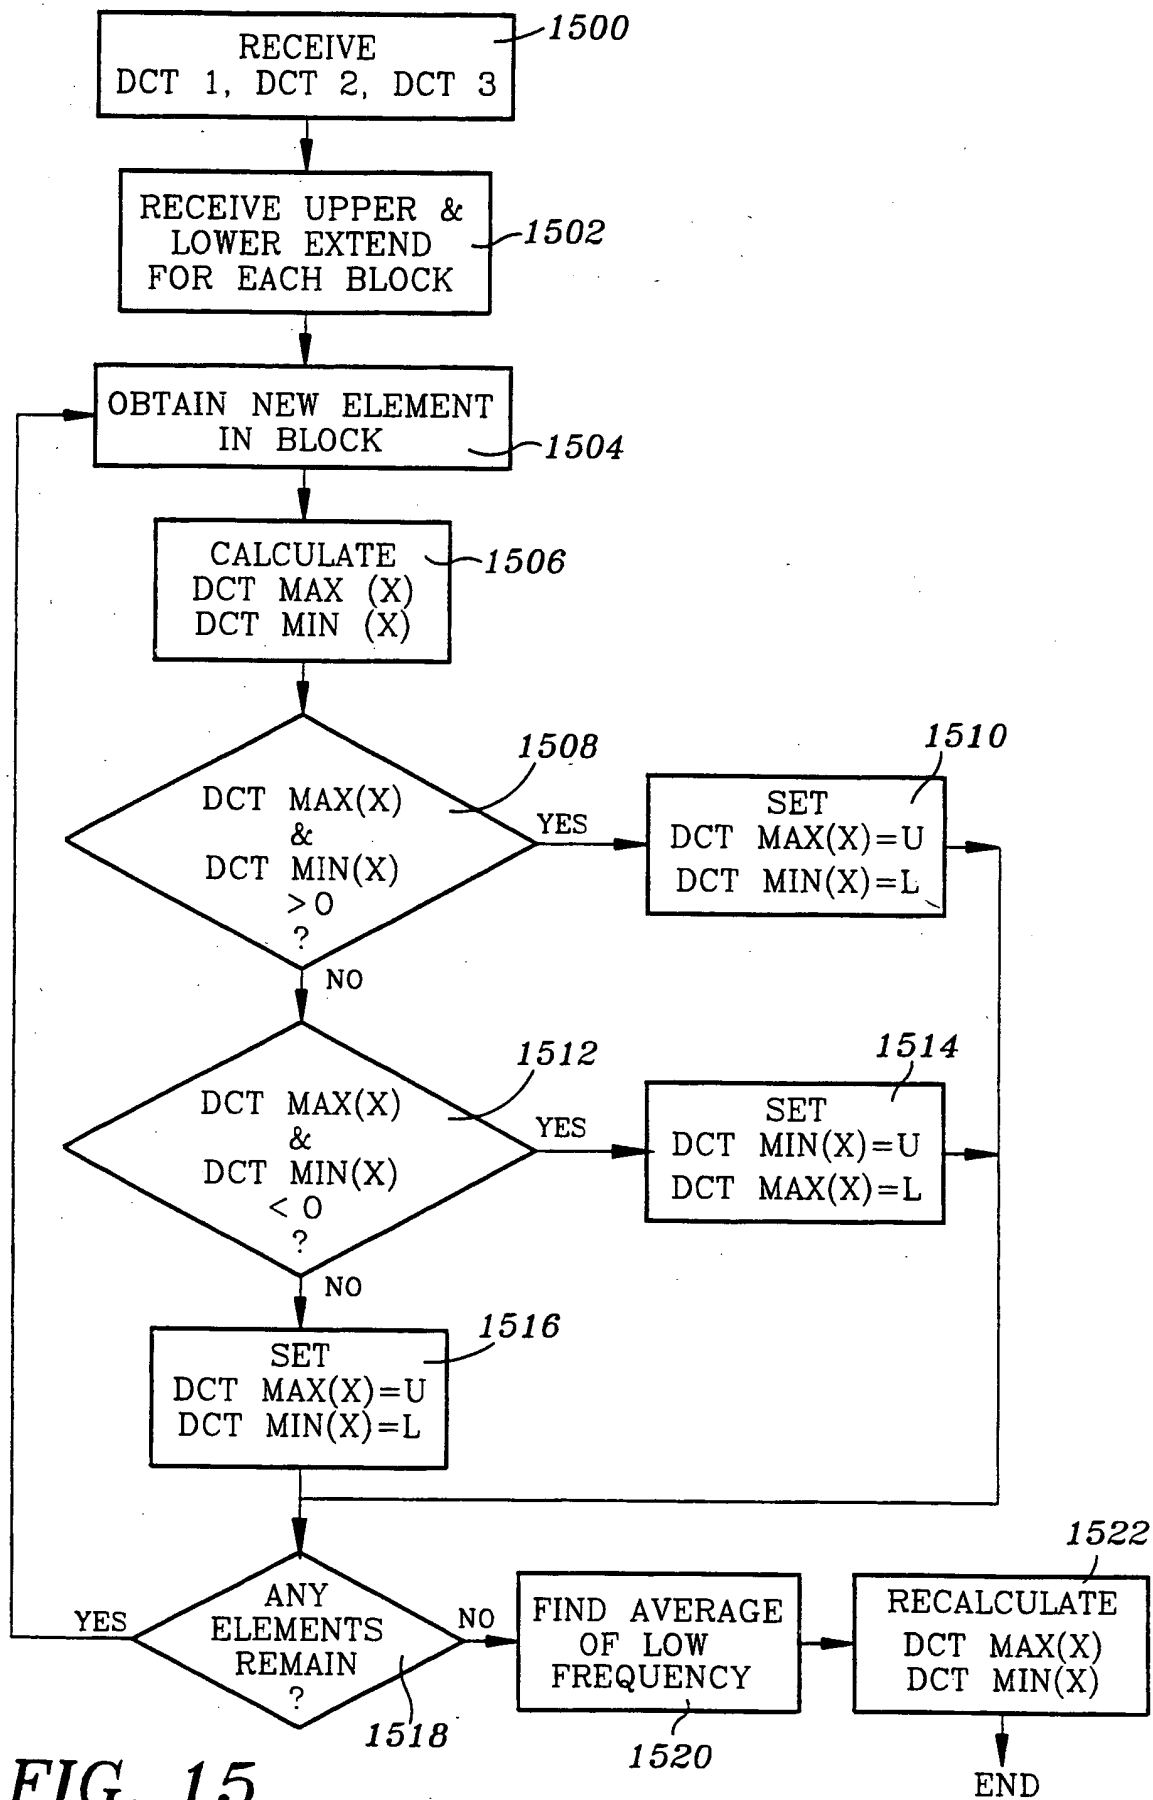 RECEIVE
DCT 1, DCT 2, DCT 3
1500
RECEIVE UPPER &
LOWER EXTEND
FOR EACH BLOCK
1502
OBTAIN NEW ELEMENT
IN BLOCK
1504
CALCULATE
DCT MAX (X)
DCT MIN (X)
1506
DCT MAX(X)
&
DCT MIN(X)
>0
?
1508
YES
SET
DCT MAX(X)=U
DCT MIN(X)=L
1510
NO
DCT MAX(X)
&
DCT MIN(X)
< 0
?
1512
YES
SET
DCT MIN(X)=U
DCT MAX(X)=L
1514
NO
SET
DCT MAX(X)=U
DCT MIN(X)=L
1516
ANY
ELEMENTS
REMAIN
?
1518
YES
NO
FIND AVERAGE
OF LOW
FREQUENCY
1520
RECALCULATE
DCT MAX(X)
DCT MIN(X)
1522
END
FIG. 15